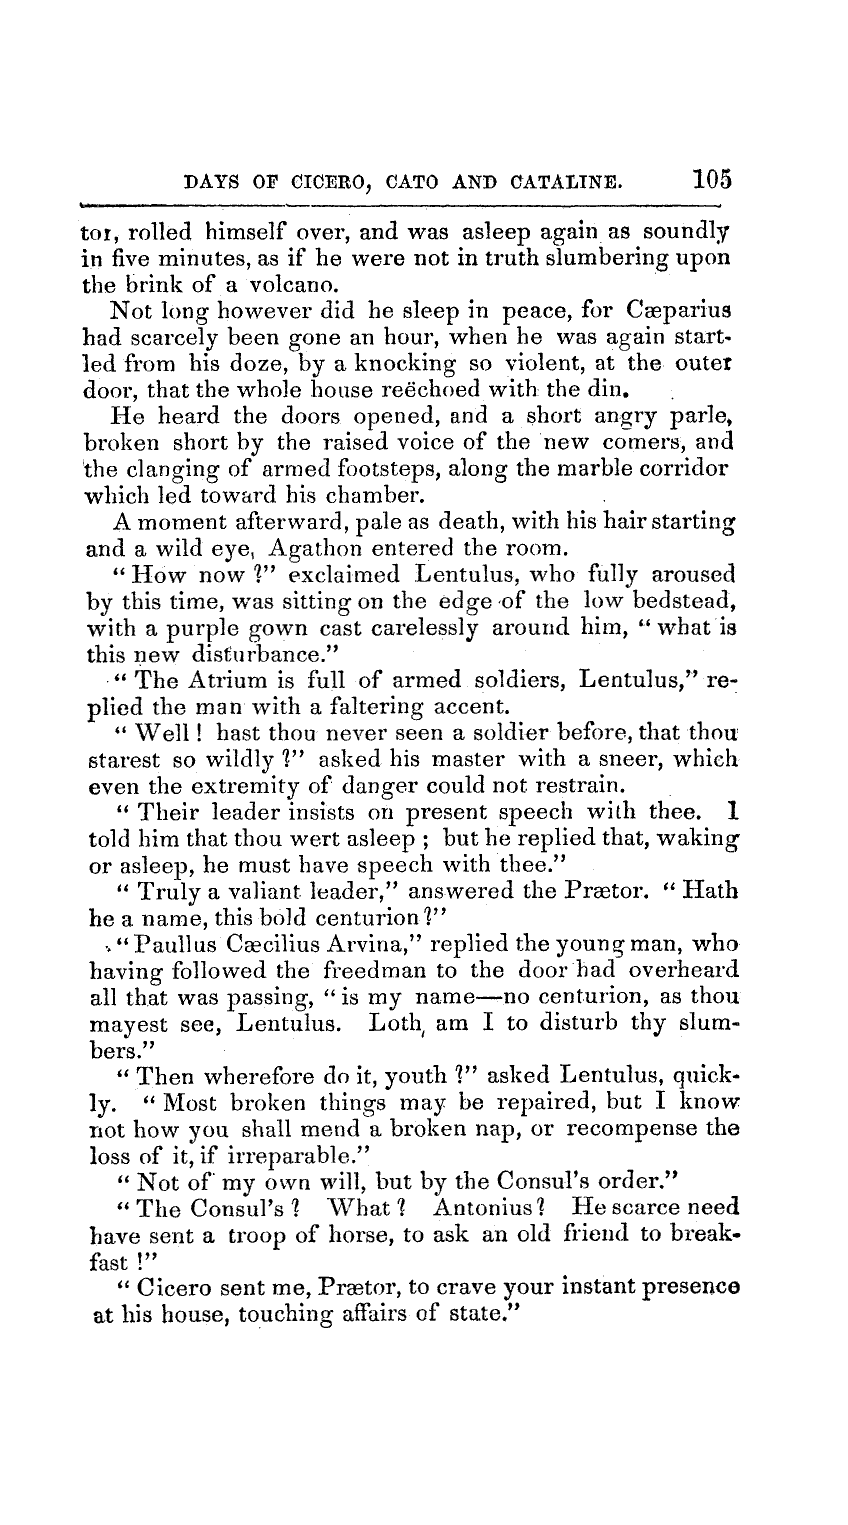 DAYS OF CICERO, CATO AND CATALINE. 105
tor, rolled himself over, and was asleep again as soundly
in five minutes, as if he were not in truth slumbering upon
the brink of a volcano.
Not long however did he sleep in peace, for Cæparius
had scarcely been gone an hour, when he was again start-
led from his doze, by a knocking so violent, at the outer
door, that the whole house reëchoed with the din.
He heard the doors opened, and a short angry parle,
broken short by the raised voice of the new comers, and
the clanging of armed footsteps, along the marble corridor
which led toward his chamber.
A moment afterward, pale as death, with his hair starting
and a wild eye, Agathon entered the room.
“ How now ?” exclaimed Lentulus, who fully aroused
by this time, was sitting on the edge of the low bedstead,
with a purple gown cast carelessly around him, “ what is
this new disturbance.”
“ The Atrium is full of armed soldiers, Lentulus,” re-
plied the man with a faltering accent.
“ Well ! hast thou never seen a soldier before, that thou
starest so wildly ?” asked his master with a sneer, which
even the extremity of danger could not restrain.
“ Their leader insists on present speech with thee. I
told him that thou wert asleep ; but he replied that, waking
or asleep, he must have speech with thee.”
“ Truly a valiant leader,” answered the Prætor. “ Hath
he a name, this bold centurion ?”
“ Paullus Cæcilius Arvina,” replied the young man, who
having followed the freedman to the door had overheard
all that was passing, “ is my name—no centurion, as thou
mayest see, Lentulus. Loth, am I to disturb thy slum-
bers.”
“ Then wherefore do it, youth ?” asked Lentulus, quick-
ly. “ Most broken things may be repaired, but I know
not how you shall mend a broken nap, or recompense the
loss of it, if irreparable.”
“ Not of my own will, but by the Consul’s order.”
“ The Consul’s ? What ? Antonius ? He scarce need
have sent a troop of horse, to ask an old friend to break-
fast !”
“ Cicero sent me, Prætor, to crave your instant presence
at his house, touching affairs of state.”